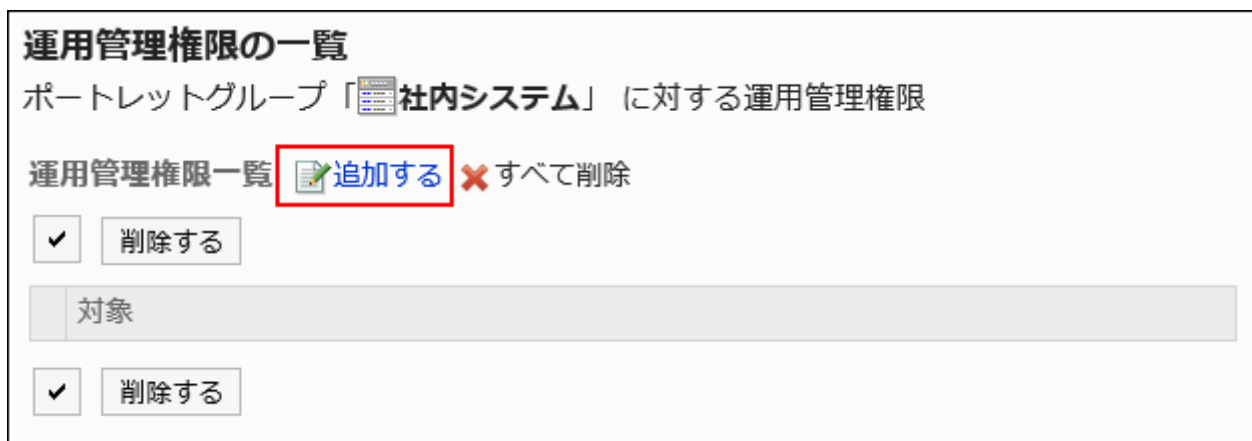 運用管理権限の一覧
ポートレットグループ「社内システム」 に対する運用管理権限
運用管理権限一覧 追加する すべて削除
削除する
対象
削除する